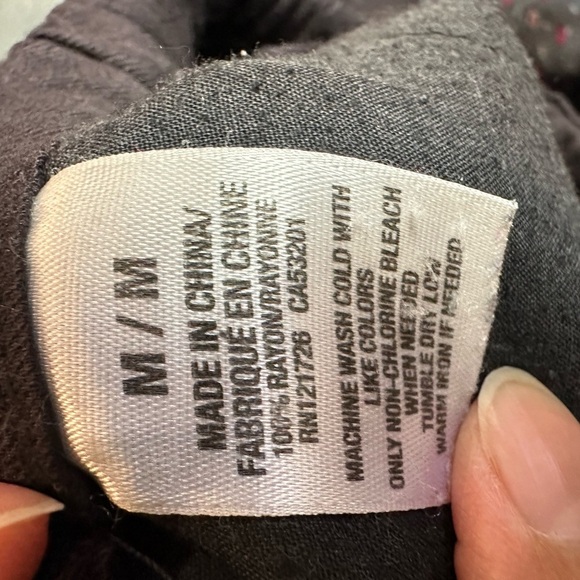 M / M
MADE IN CHINA/
FABRIQUÉ EN CHINE
100% RAYON/RAYONNE
RN121726 CA53201
MACHINE WASH COLD WITH
LIKE COLORS
ONLY NON-CHLORINE BLEACH
WHEN NEEDED
TUMBLE DRY LOW
WARM IRON IF NEEDED